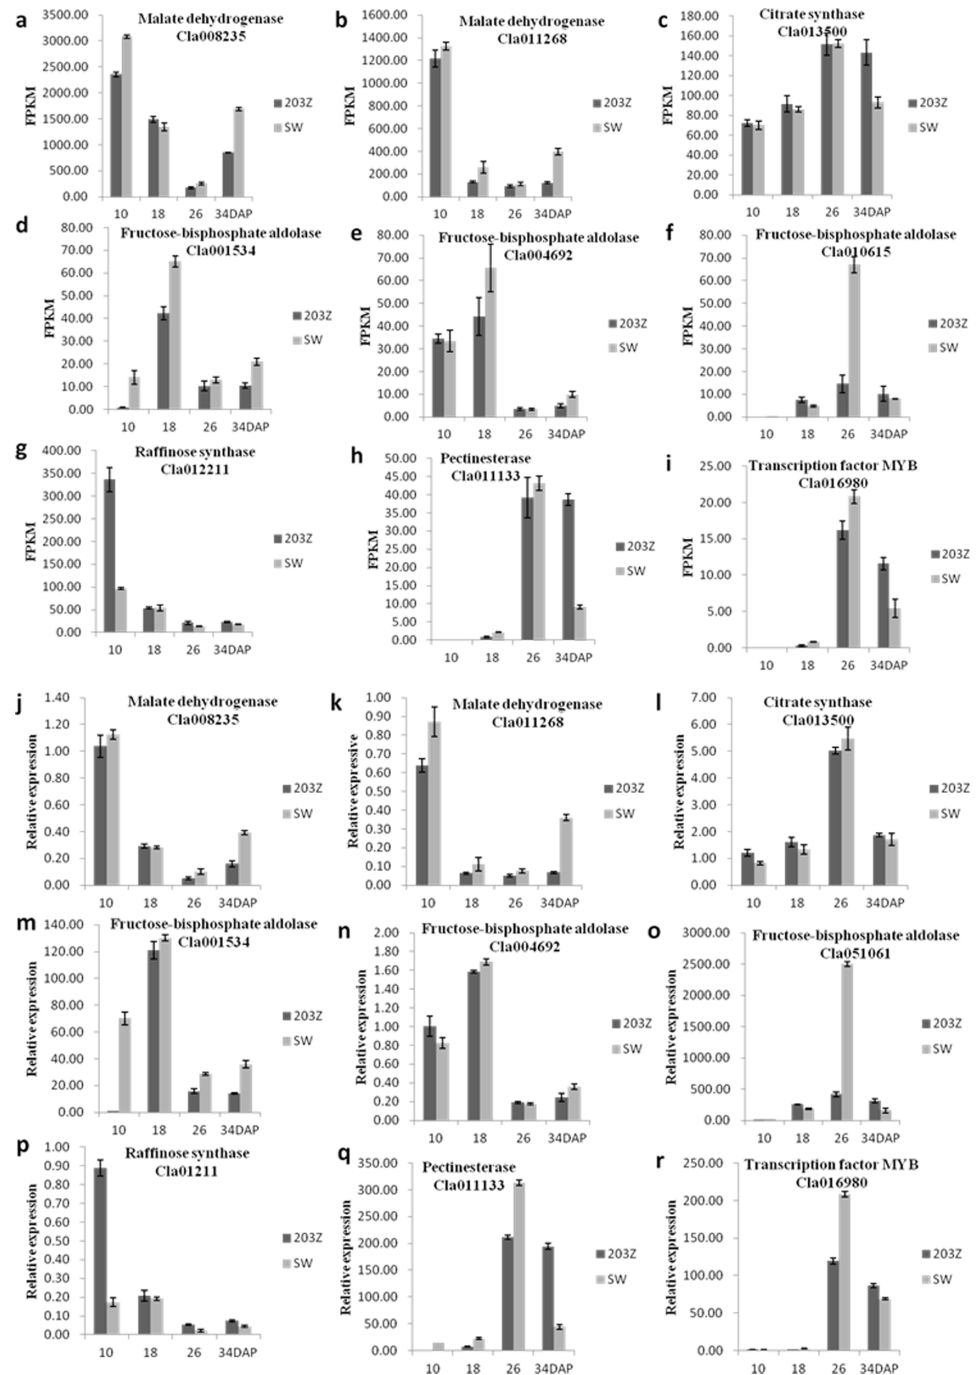 a
Malate dehydrogenase
Cla008235
FPKM
3500.00
3000.00
2500.00
2000.00
1500.00
1000.00
500.00
0.00
10 18 26 34DAP
203Z
SW
b
Malate dehydrogenase
Cla011268
FPKM
1600.00
1400.00
1200.00
1000.00
800.00
600.00
400.00
200.00
0.00
10 18 26 34DAP
203Z
SW
c
Citrate synthase
Cla013500
FPKM
180.00
160.00
140.00
120.00
100.00
80.00
60.00
40.00
20.00
0.00
10 18 26 34DAP
203Z
SW
d
Fructose-bisphosphate aldolase
Cla001534
FPKM
80.00
70.00
60.00
50.00
40.00
30.00
20.00
10.00
0.00
10 18 26 34DAP
203Z
SW
e
Fructose-bisphosphate aldolase
Cla004692
FPKM
80.00
70.00
60.00
50.00
40.00
30.00
20.00
10.00
0.00
10 18 26 34DAP
203Z
SW
f
Fructose-bisphosphate aldolase
Cla010615
FPKM
80.00
70.00
60.00
50.00
40.00
30.00
20.00
10.00
0.00
10 18 26 34DAP
203Z
SW
g
Raffinose synthase
Cla012211
FPKM
400.00
350.00
300.00
250.00
200.00
150.00
100.00
50.00
0.00
10 18 26 34DAP
203Z
SW
h
Pectinesterase
Cla011133
FPKM
50.00
45.00
40.00
35.00
30.00
25.00
20.00
15.00
10.00
5.00
0.00
10 18 26 34DAP
203Z
SW
i
Transcription factor MYB
Cla016980
FPKM
25.00
20.00
15.00
10.00
5.00
0.00
10 18 26 34DAP
203Z
SW
j
Malate dehydrogenase
Cla008235
Relative expression
1.40
1.20
1.00
0.80
0.60
0.40
0.20
0.00
10 18 26 34DAP
203Z
SW
k
Malate dehydrogenase
Cla011268
Relative expressive
1.00
0.90
0.80
0.70
0.60
0.50
0.40
0.30
0.20
0.10
0.00
10 18 26 34DAP
203Z
SW
l
Citrate synthase
Cla013500
Relative expression
7.00
6.00
5.00
4.00
3.00
2.00
1.00
0.00
10 18 26 34DAP
203Z
SW
m
Fructose-bisphosphate aldolase
Cla001534
Relative expression
140.00
120.00
100.00
80.00
60.00
40.00
20.00
0.00
10 18 26 34DAP
203Z
SW
n
Fructose-bisphosphate aldolase
Cla004692
Relative expression
2.00
1.80
1.60
1.40
1.20
1.00
0.80
0.60
0.40
0.20
0.00
10 18 26 34DAP
203Z
SW
o
Fructose-bisphosphate aldolase
Cla051061
Relative expression
3000.00
2500.00
2000.00
1500.00
1000.00
500.00
0.00
10 18 26 34DAP
203Z
SW
p
Raffinose synthase
Cla01211
Relative expression
1.00
0.90
0.80
0.70
0.60
0.50
0.40
0.30
0.20
0.10
0.00
10 18 26 34DAP
203Z
SW
q
Pectinesterase
Cla011133
Relative expression
350.00
300.00
250.00
200.00
150.00
100.00
50.00
0.00
10 18 26 34DAP
203Z
SW
r
Transcription factor MYB
Cla016980
Relative expression
250.00
200.00
150.00
100.00
50.00
0.00
10 18 26 34DAP
203Z
SW